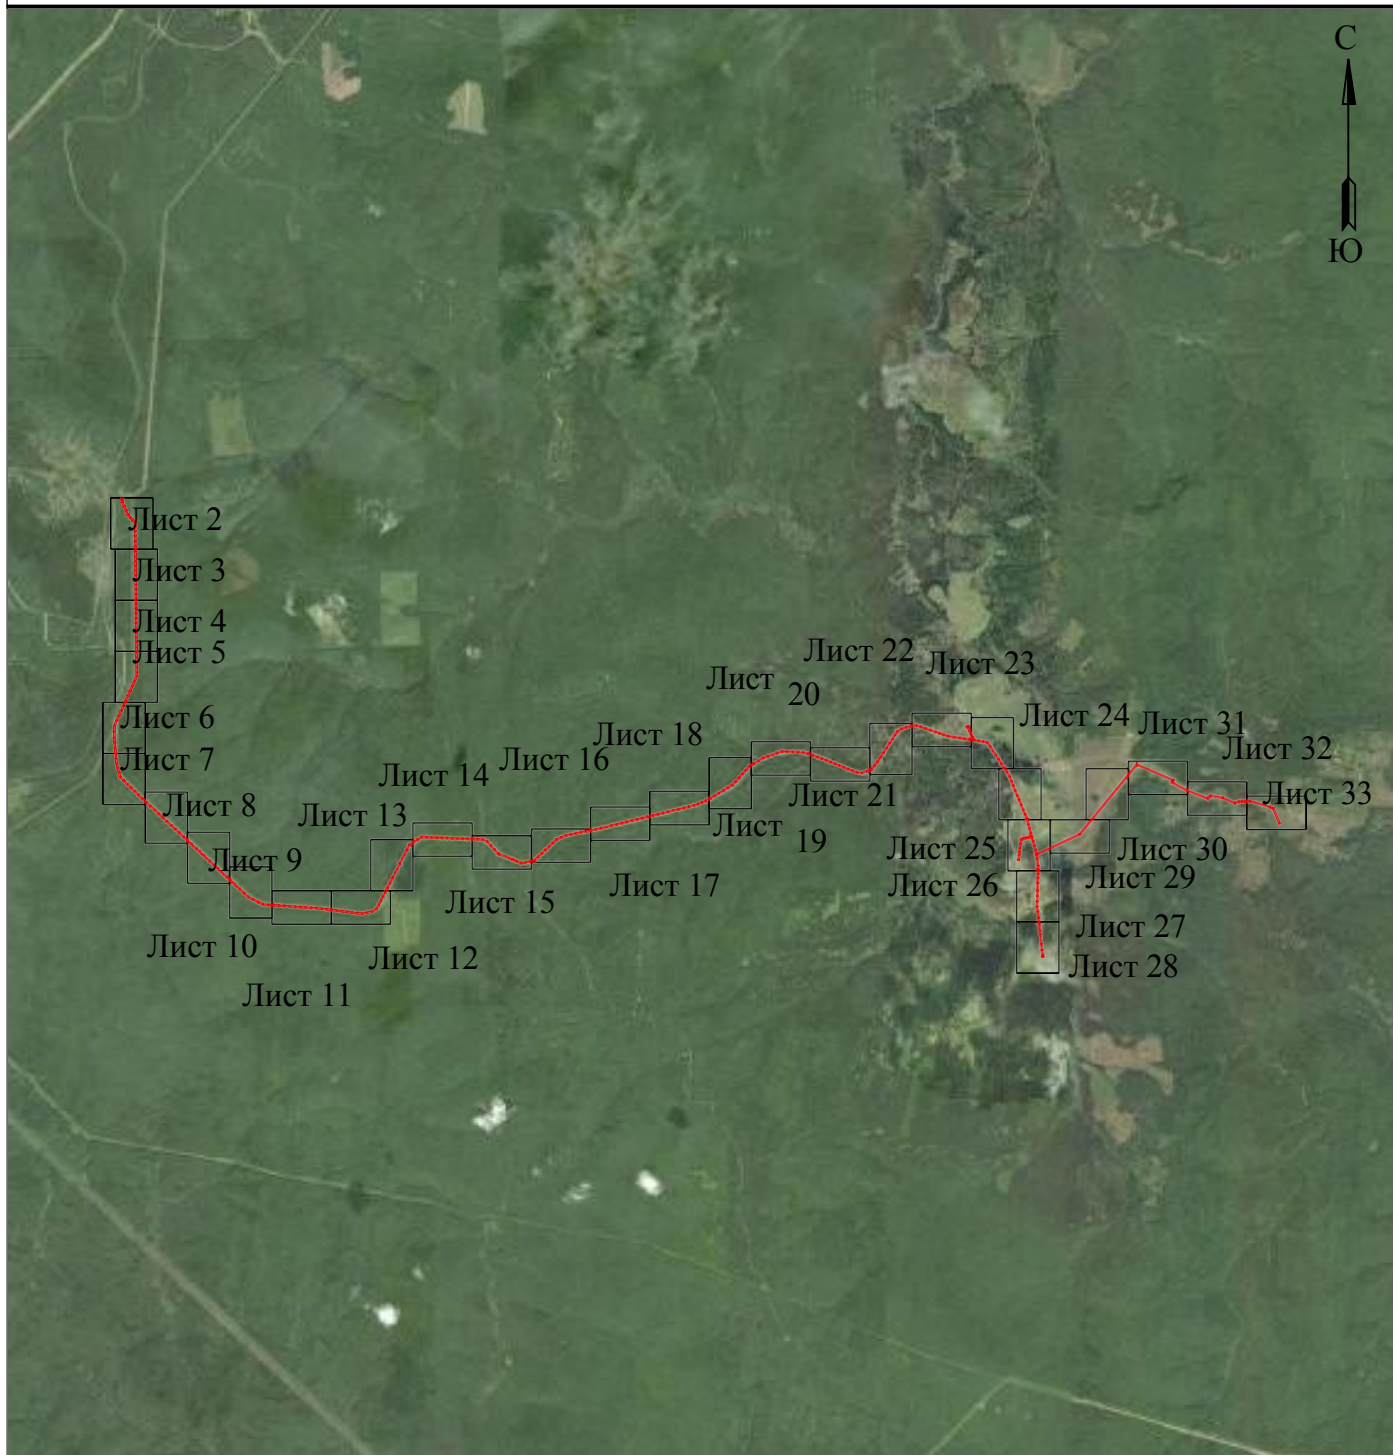 С
Ю
Лист 2
Лист 3
Лист 4
Лист 5
Лист 6
Лист 7
Лист 8
Лист 9
Лист 10
Лист 11
Лист 12
Лист 13
Лист 14
Лист 15
Лист 16
Лист 17
Лист 18
Лист
19
Лист
20
Лист 21
Лист 22
Лист 23
Лист 24
Лист 25
Лист 26
Лист 27
Лист 28
Лист 29
Лист 30
Лист 31
Лист 32
Лист 33